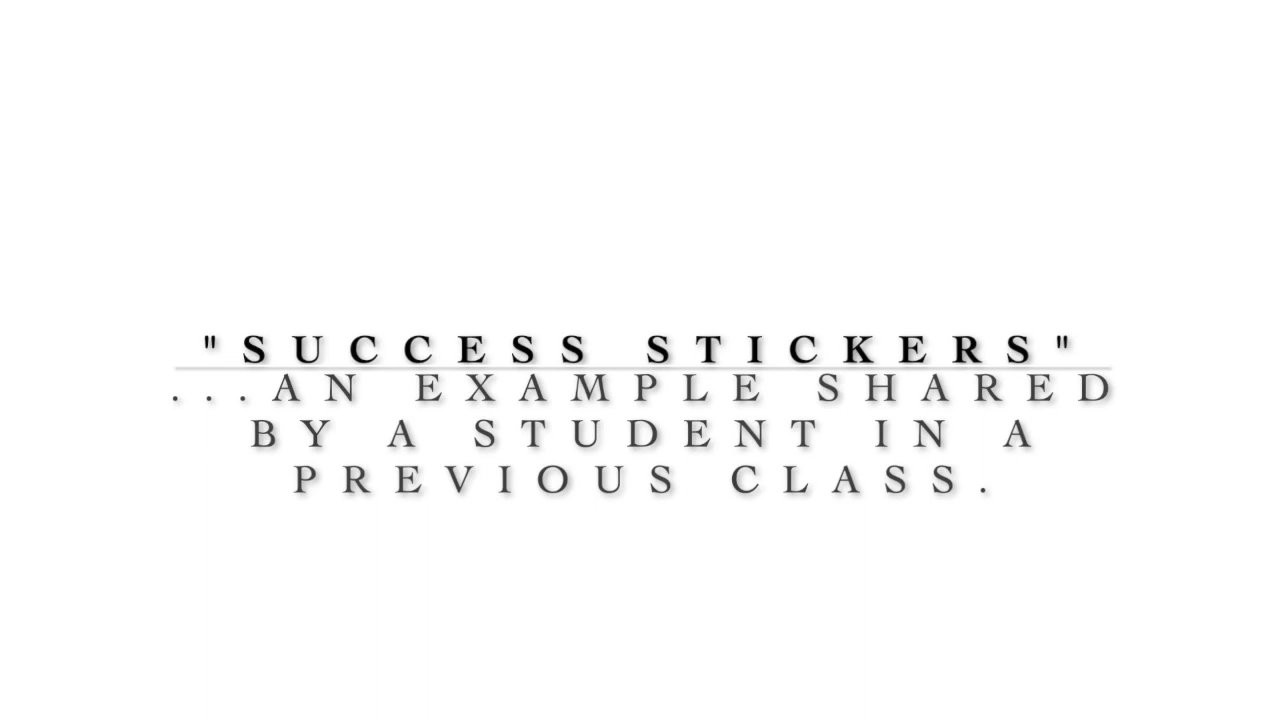 "SUCCESS STICKERS"
...AN EXAMPLE SHARED
BY A STUDENT IN A
PREVIOUS CLASS.